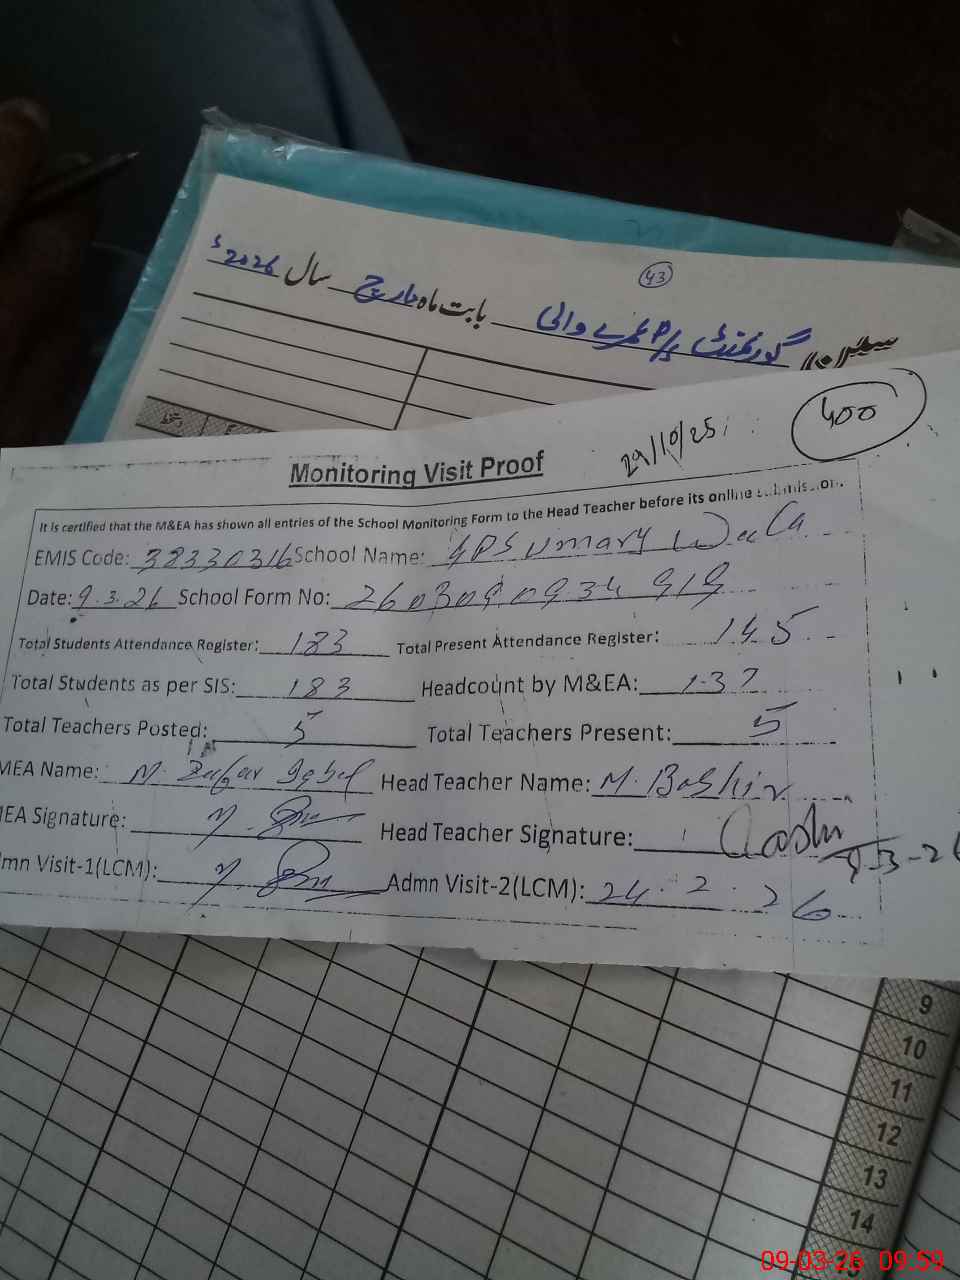 43
گورنمنٹ P/S عمرے والی بابت ماہ مارچ سال 2026ء
دستخط
400
29/10/25
Monitoring Visit Proof
It is certified that the M&EA has shown all entries of the School Monitoring Form to the Head Teacher before its online submission.
EMIS Code: 38330316 School Name: GPS Umary Wala
Date: 9.3.26 School Form No: 2603090934919
Total Students Attendance Register: 183 Total Present Attendance Register: 145
Total Students as per SIS: 183 Headcount by M&EA: 137
Total Teachers Posted: 5 Total Teachers Present: 5
MEA Name: M. Zafar Iqbal Head Teacher Name: M. Bashir
MEA Signature: Head Teacher Signature:
9-3-26
Admn Visit-1(LCM): Admn Visit-2(LCM): 24.2.26
9
10
11
12
13
14
09-03-26 09:59